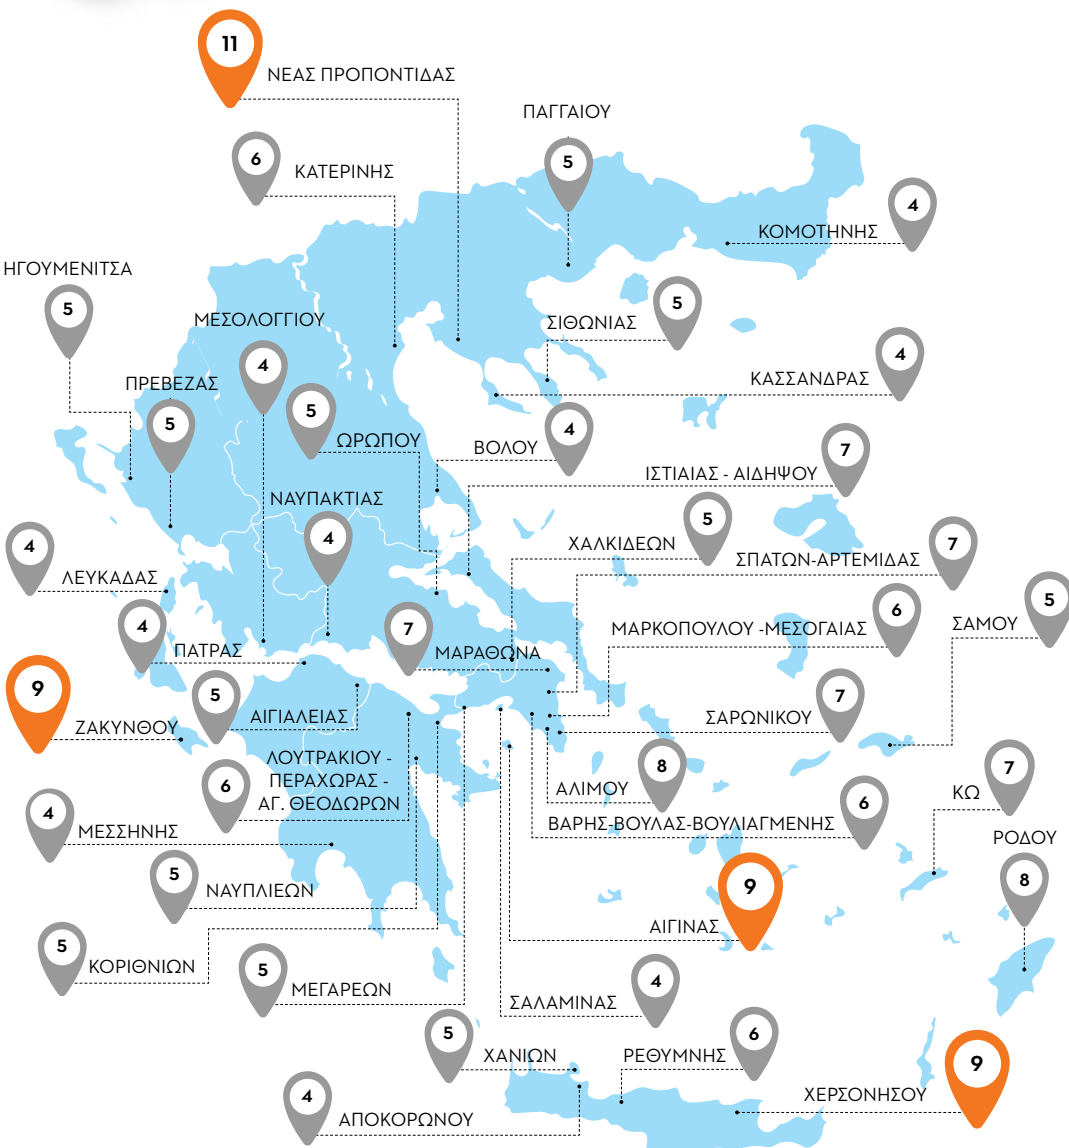 11
ΝΕΑΣ ΠΡΟΠΟΝΤΙΔΑΣ
ΠΑΓΓΑΙΟΥ
5
6
ΚΑΤΕΡΙΝΗΣ
4
ΚΟΜΟΤΗΝΗΣ
ΗΓΟΥΜΕΝΙΤΣΑ
5
ΜΕΣΟΛΟΓΓΙΟΥ
4
ΣΙΘΩΝΙΑΣ
5
ΚΑΣΣΑΝΔΡΑΣ
4
ΠΡΕΒΕΖΑΣ
5
5
ΩΡΩΠΟΥ
ΒΟΛΟΥ
4
ΙΣΤΙΑΙΑΣ - ΑΙΔΗΨΟΥ
7
ΝΑΥΠΑΚΤΙΑΣ
4
ΧΑΛΚΙΔΕΩΝ
5
ΣΠΑΤΩΝ-ΑΡΤΕΜΙΔΑΣ
7
4
ΛΕΥΚΑΔΑΣ
4
ΠΑΤΡΑΣ
7
ΜΑΡΑΘΩΝΑ
ΜΑΡΚΟΠΟΥΛΟΥ -ΜΕΣΟΓΑΙΑΣ
6
ΣΑΜΟΥ
5
9
ΖΑΚΥΝΘΟΥ
5
ΑΙΓΙΑΛΕΙΑΣ
ΣΑΡΩΝΙΚΟΥ
7
6
ΛΟΥΤΡΑΚΙΟΥ -
ΠΕΡΑΧΩΡΑΣ -
ΑΓ. ΘΕΟΔΩΡΩΝ
ΑΛΙΜΟΥ
8
ΚΩ
7
4
ΜΕΣΣΗΝΗΣ
ΒΑΡΗΣ-ΒΟΥΛΑΣ-ΒΟΥΛΙΑΓΜΕΝΗΣ
6
ΡΟΔΟΥ
8
5
ΝΑΥΠΛΙΕΩΝ
ΑΙΓΙΝΑΣ
9
5
ΚΟΡΙΘΝΙΩΝ
5
ΜΕΓΑΡΕΩΝ
ΣΑΛΑΜΙΝΑΣ
4
5
ΧΑΝΙΩΝ
ΡΕΘΥΜΝΗΣ
6
ΧΕΡΣΟΝΗΣΟΥ
9
4
ΑΠΟΚΟΡΩΝΟΥ